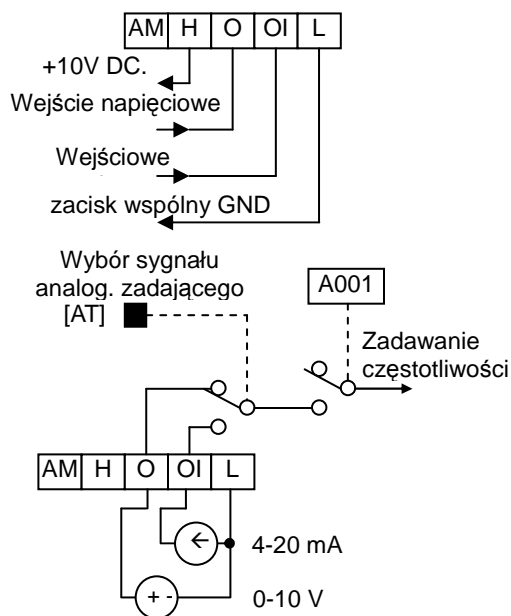 AM H O OI L
+10V DC.
Wejście napięciowe
Wejściowe
zacisk wspólny GND
Wybór sygnału
analog. zadającego
[AT]
A001
Zadawanie
częstotliwości
AM H O OI L
4-20 mA
+ -
0-10 V